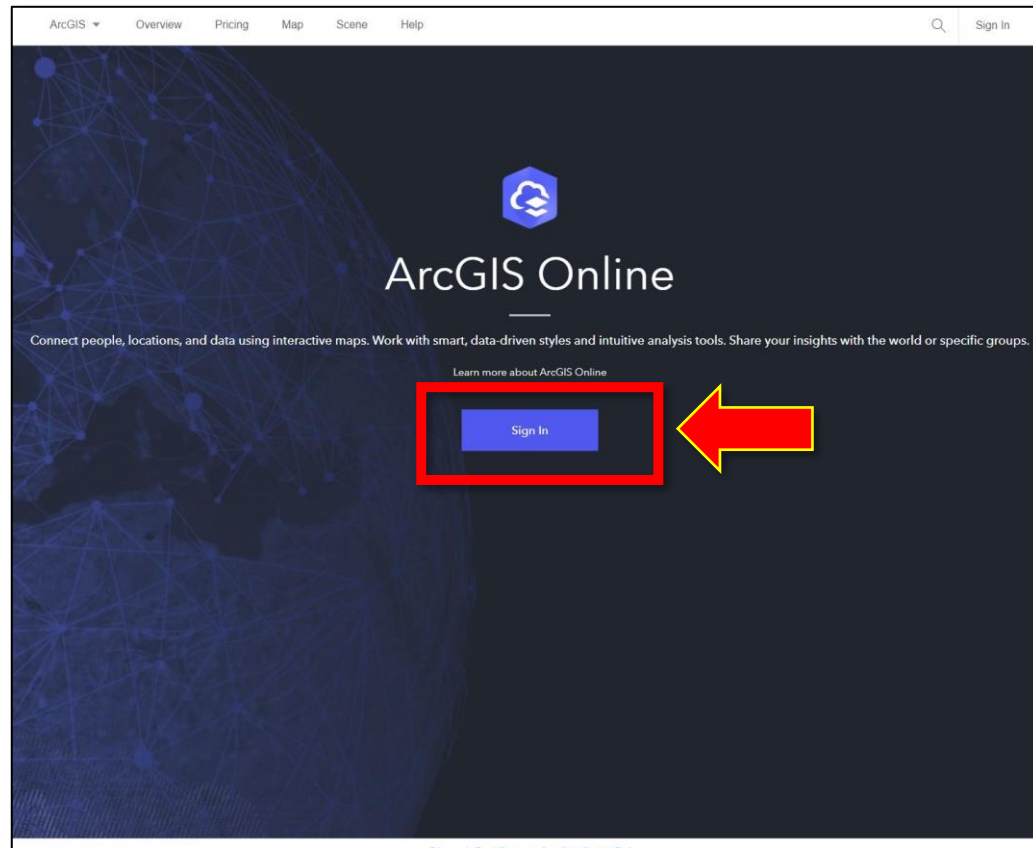 ArcGIS Overview Pricing Map Scene Help Sign In
ArcGIS Online
Connect people, locations, and data using interactive maps. Work with smart, data-driven styles and intuitive analysis tools. Share your insights with the world or specific groups.
Learn more about ArcGIS Online
Sign In